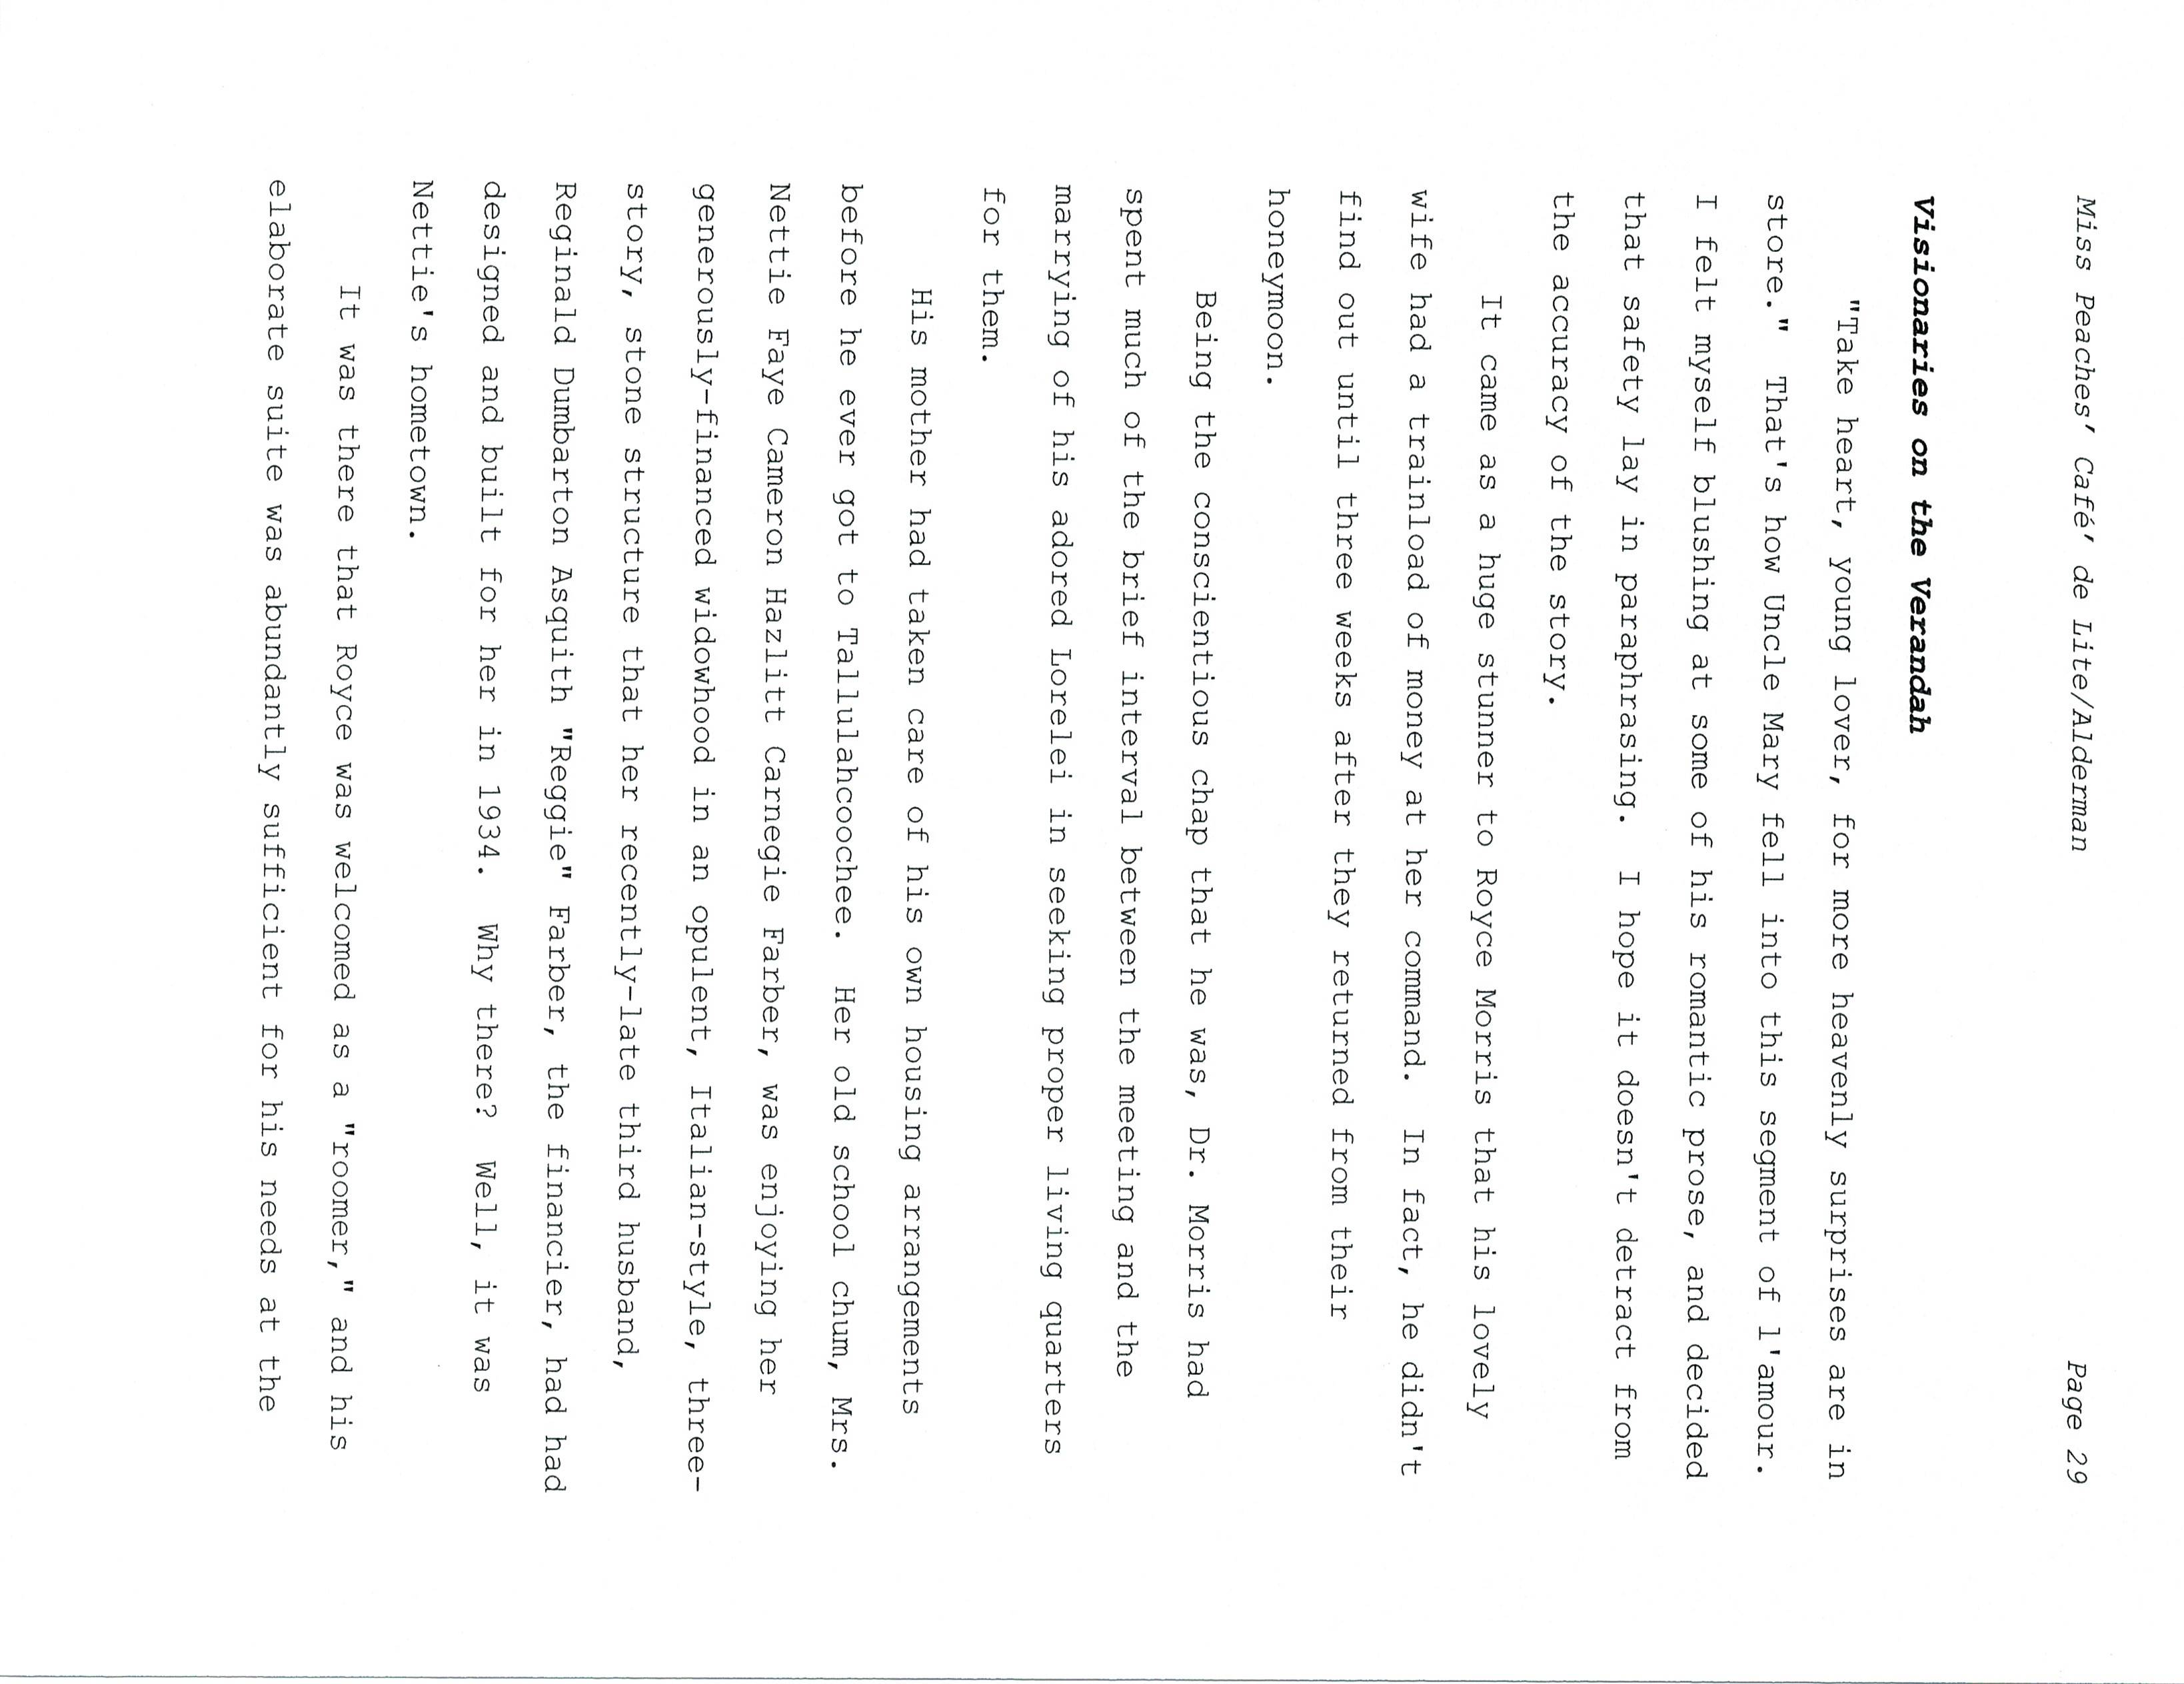 Miss Peaches' Café' de Lite/Alderman Page 29
Visionaries on the Verandah
"Take heart, young lover, for more heavenly surprises are in
store."  That's how Uncle Mary fell into this segment of l'amour.
I felt myself blushing at some of his romantic prose, and decided
that safety lay in paraphrasing.  I hope it doesn't detract from
the accuracy of the story.
It came as a huge stunner to Royce Morris that his lovely
wife had a trainload of money at her command.  In fact, he didn't
find out until three weeks after they returned from their
honeymoon.
Being the conscientious chap that he was, Dr. Morris had
spent much of the brief interval between the meeting and the
marrying of his adored Lorelei in seeking proper living quarters
for them.
His mother had taken care of his own housing arrangements
before he ever got to Tallulahcoochee.  Her old school chum, Mrs.
Nettie Faye Cameron Hazlitt Carnegie Farber, was enjoying her
generously-financed widowhood in an opulent, Italian-style, three-
story, stone structure that her recently-late third husband,
Reginald Dumbarton Asquith "Reggie" Farber, the financier, had had
designed and built for her in 1934.  Why there?  Well, it was
Nettie's hometown.
It was there that Royce was welcomed as a "roomer," and his
elaborate suite was abundantly sufficient for his needs at the